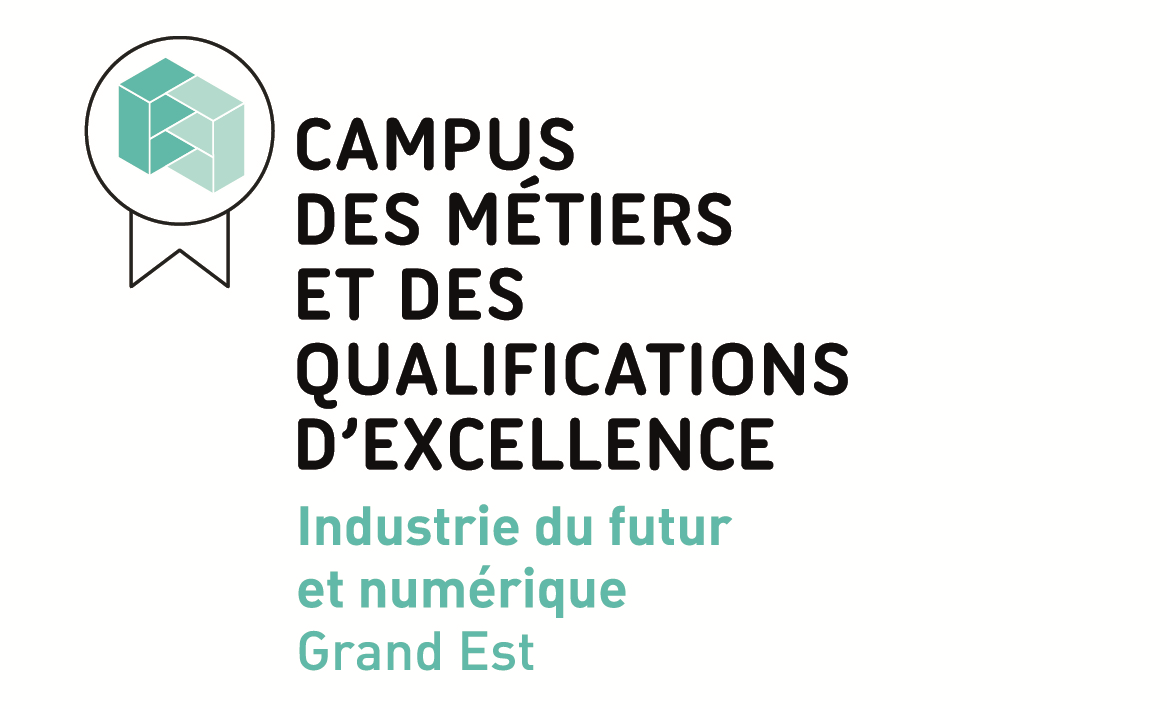 CAMPUS
DES MÉTIERS
ET DES
QUALIFICATIONS
D’EXCELLENCE
Industrie du futur
et numérique
Grand Est